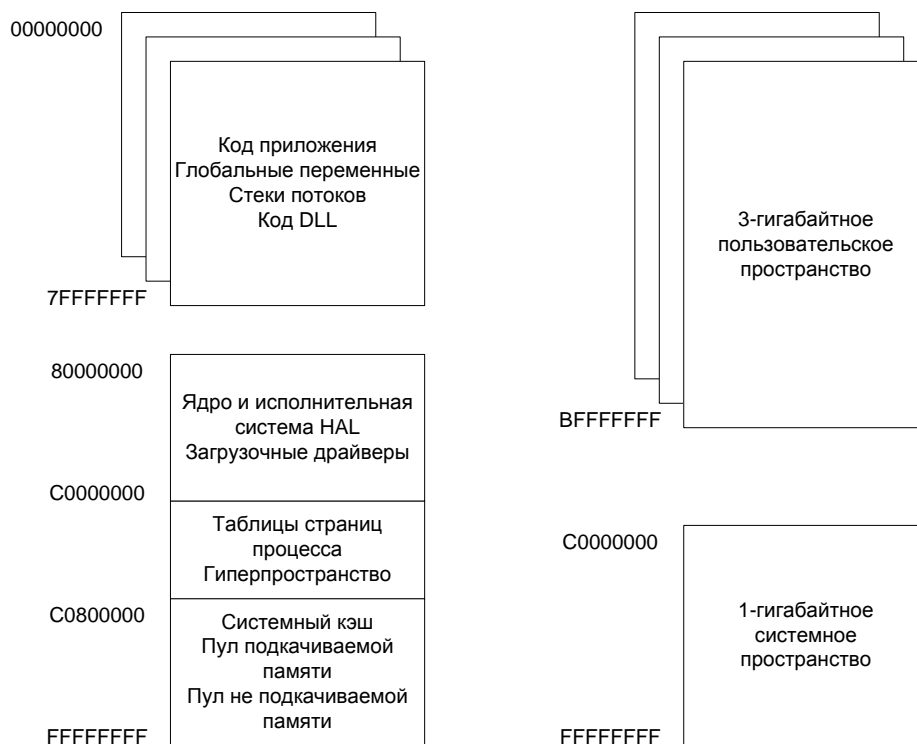 00000000
Код приложения
Глобальные переменные
Стеки потоков
Код DLL
7FFFFFFF
80000000
Ядро и исполнительная
система HAL
Загрузочные драйверы
C0000000
Таблицы страниц
процесса
Гиперпространство
C0800000
Системный кэш
Пул подкачиваемой
памяти
Пул не подкачиваемой
памяти
FFFFFFFF
3-гигабайтное
пользовательское
пространство
BFFFFFFF
C0000000
1-гигабайтное
системное
пространство
FFFFFFFF